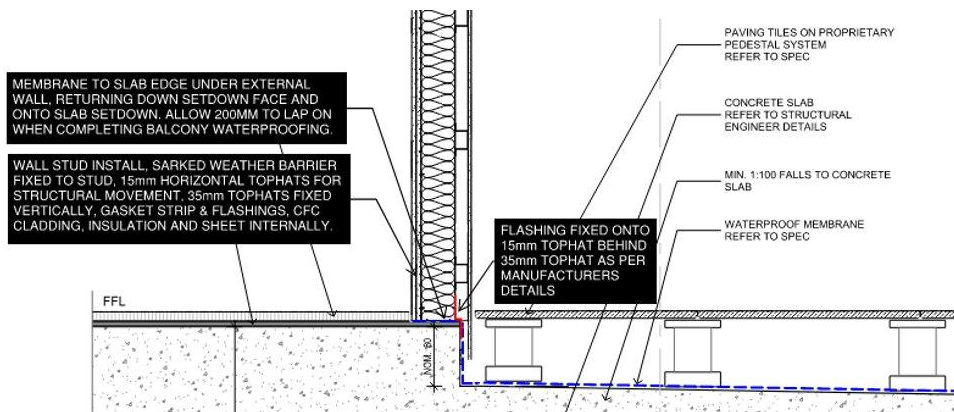 MEMBRANE TO SLAB EDGE UNDER EXTERNAL
WALL, RETURNING DOWN SETDOWN FACE AND
ONTO SLAB SETDOWN. ALLOW 200MM TO LAP ON
WHEN COMPLETING BALCONY WATERPROOFING.
WALL STUD INSTALL, SARKED WEATHER BARRIER
FIXED TO STUD, 15mm HORIZONTAL TOPHATS FOR
STRUCTURAL MOVEMENT, 35mm TOPHATS FIXED
VERTICALLY, GASKET STRIP & FLASHINGS, CFC
CLADDING, INSULATION AND SHEET INTERNALLY.
FLASHING FIXED ONTO
15mm TOPHAT BEHIND
35mm TOPHAT AS PER
MANUFACTURERS
DETAILS
PAVING TILES ON PROPRIETARY
PEDESTAL SYSTEM
REFER TO SPEC
CONCRETE SLAB
REFER TO STRUCTURAL
ENGINEER DETAILS
MIN. 1:100 FALLS TO CONCRETE
SLAB
WATERPROOF MEMBRANE
REFER TO SPEC
FFL
NOM.